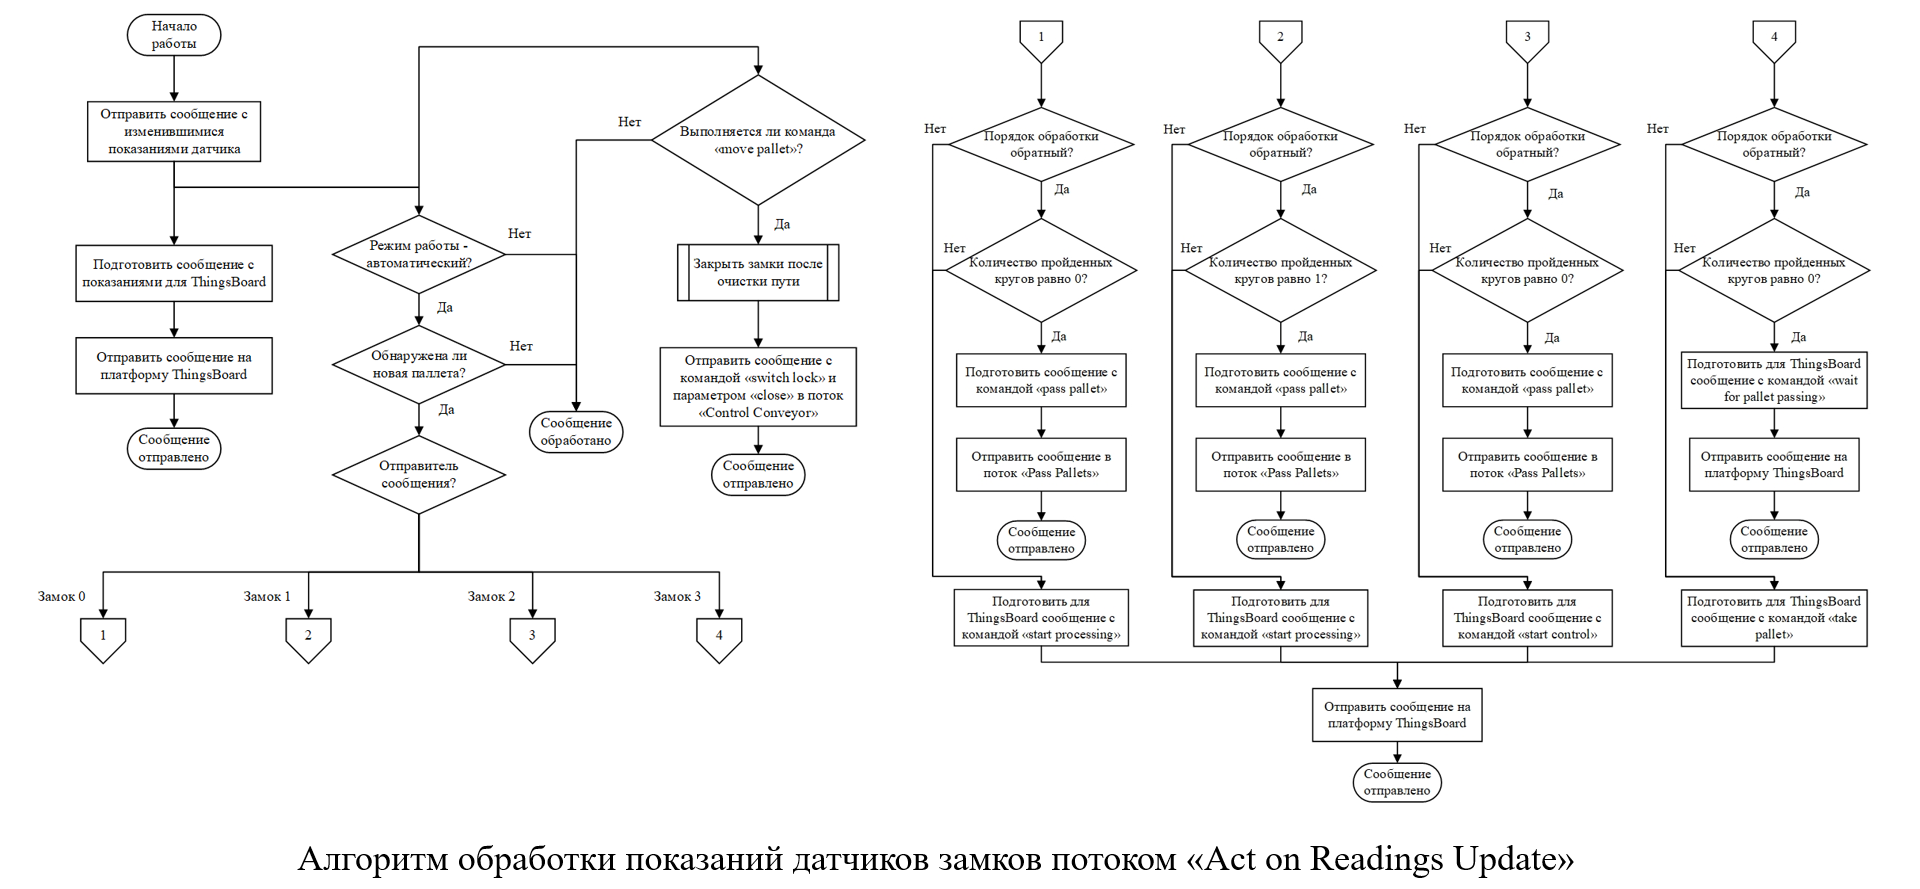 Начало
работы
Отправить сообщение с
изменившимися
показаниями датчика
Подготовить сообщение с
показаниями для ThingsBoard
Отправить сообщение на
платформу ThingsBoard
Сообщение
отправлено
Режим работы -
автоматический?
Нет
Да
Обнаружена ли
новая паллета?
Нет
Да
Отправитель
сообщения?
Сообщение
обработано
Нет
Выполняется ли команда
«move pallet»?
Да
Закрыть замки после
очистки пути
Отправить сообщение с
командой «switch lock» и
параметром «close» в поток
«Control Conveyor»
Сообщение
отправлено
Замок 0
1
Замок 1
2
Замок 2
3
Замок 3
4
1
Нет
Порядок обработки
обратный?
Да
Нет
Количество пройденных
кругов равно 0?
Да
Подготовить сообщение с
командой «pass pallet»
Отправить сообщение в
поток «Pass Pallets»
Сообщение
отправлено
Подготовить для
ThingsBoard сообщение с
командой «start processing»
2
Нет
Порядок обработки
обратный?
Да
Нет
Количество пройденных
кругов равно 1?
Да
Подготовить сообщение с
командой «pass pallet»
Отправить сообщение в
поток «Pass Pallets»
Сообщение
отправлено
Подготовить для
ThingsBoard сообщение с
командой «start processing»
3
Нет
Порядок обработки
обратный?
Да
Нет
Количество пройденных
кругов равно 0?
Да
Подготовить сообщение с
командой «pass pallet»
Отправить сообщение в
поток «Pass Pallets»
Сообщение
отправлено
Подготовить для
ThingsBoard сообщение с
командой «start control»
4
Нет
Порядок обработки
обратный?
Да
Нет
Количество пройденных
кругов равно 0?
Да
Подготовить для ThingsBoard
сообщение с командой «wait
for pallet passing»
Отправить сообщение на
платформу ThingsBoard
Сообщение
отправлено
Подготовить для ThingsBoard
сообщение с командой «take
pallet»
Отправить сообщение на
платформу ThingsBoard
Сообщение
отправлено
Алгоритм обработки показаний датчиков замков потоком «Act on Readings Update»